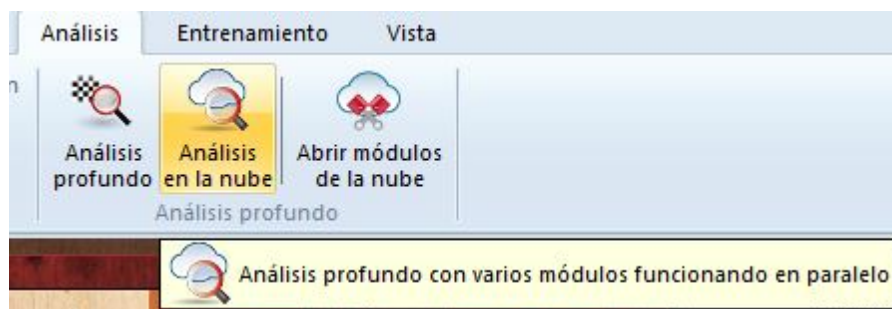 Análisis Entrenamiento Vista
n
Análisis Análisis Abrir módulos
profundo en la nube de la nube
Análisis profundo
Análisis profundo con varios módulos funcionando en paralelo